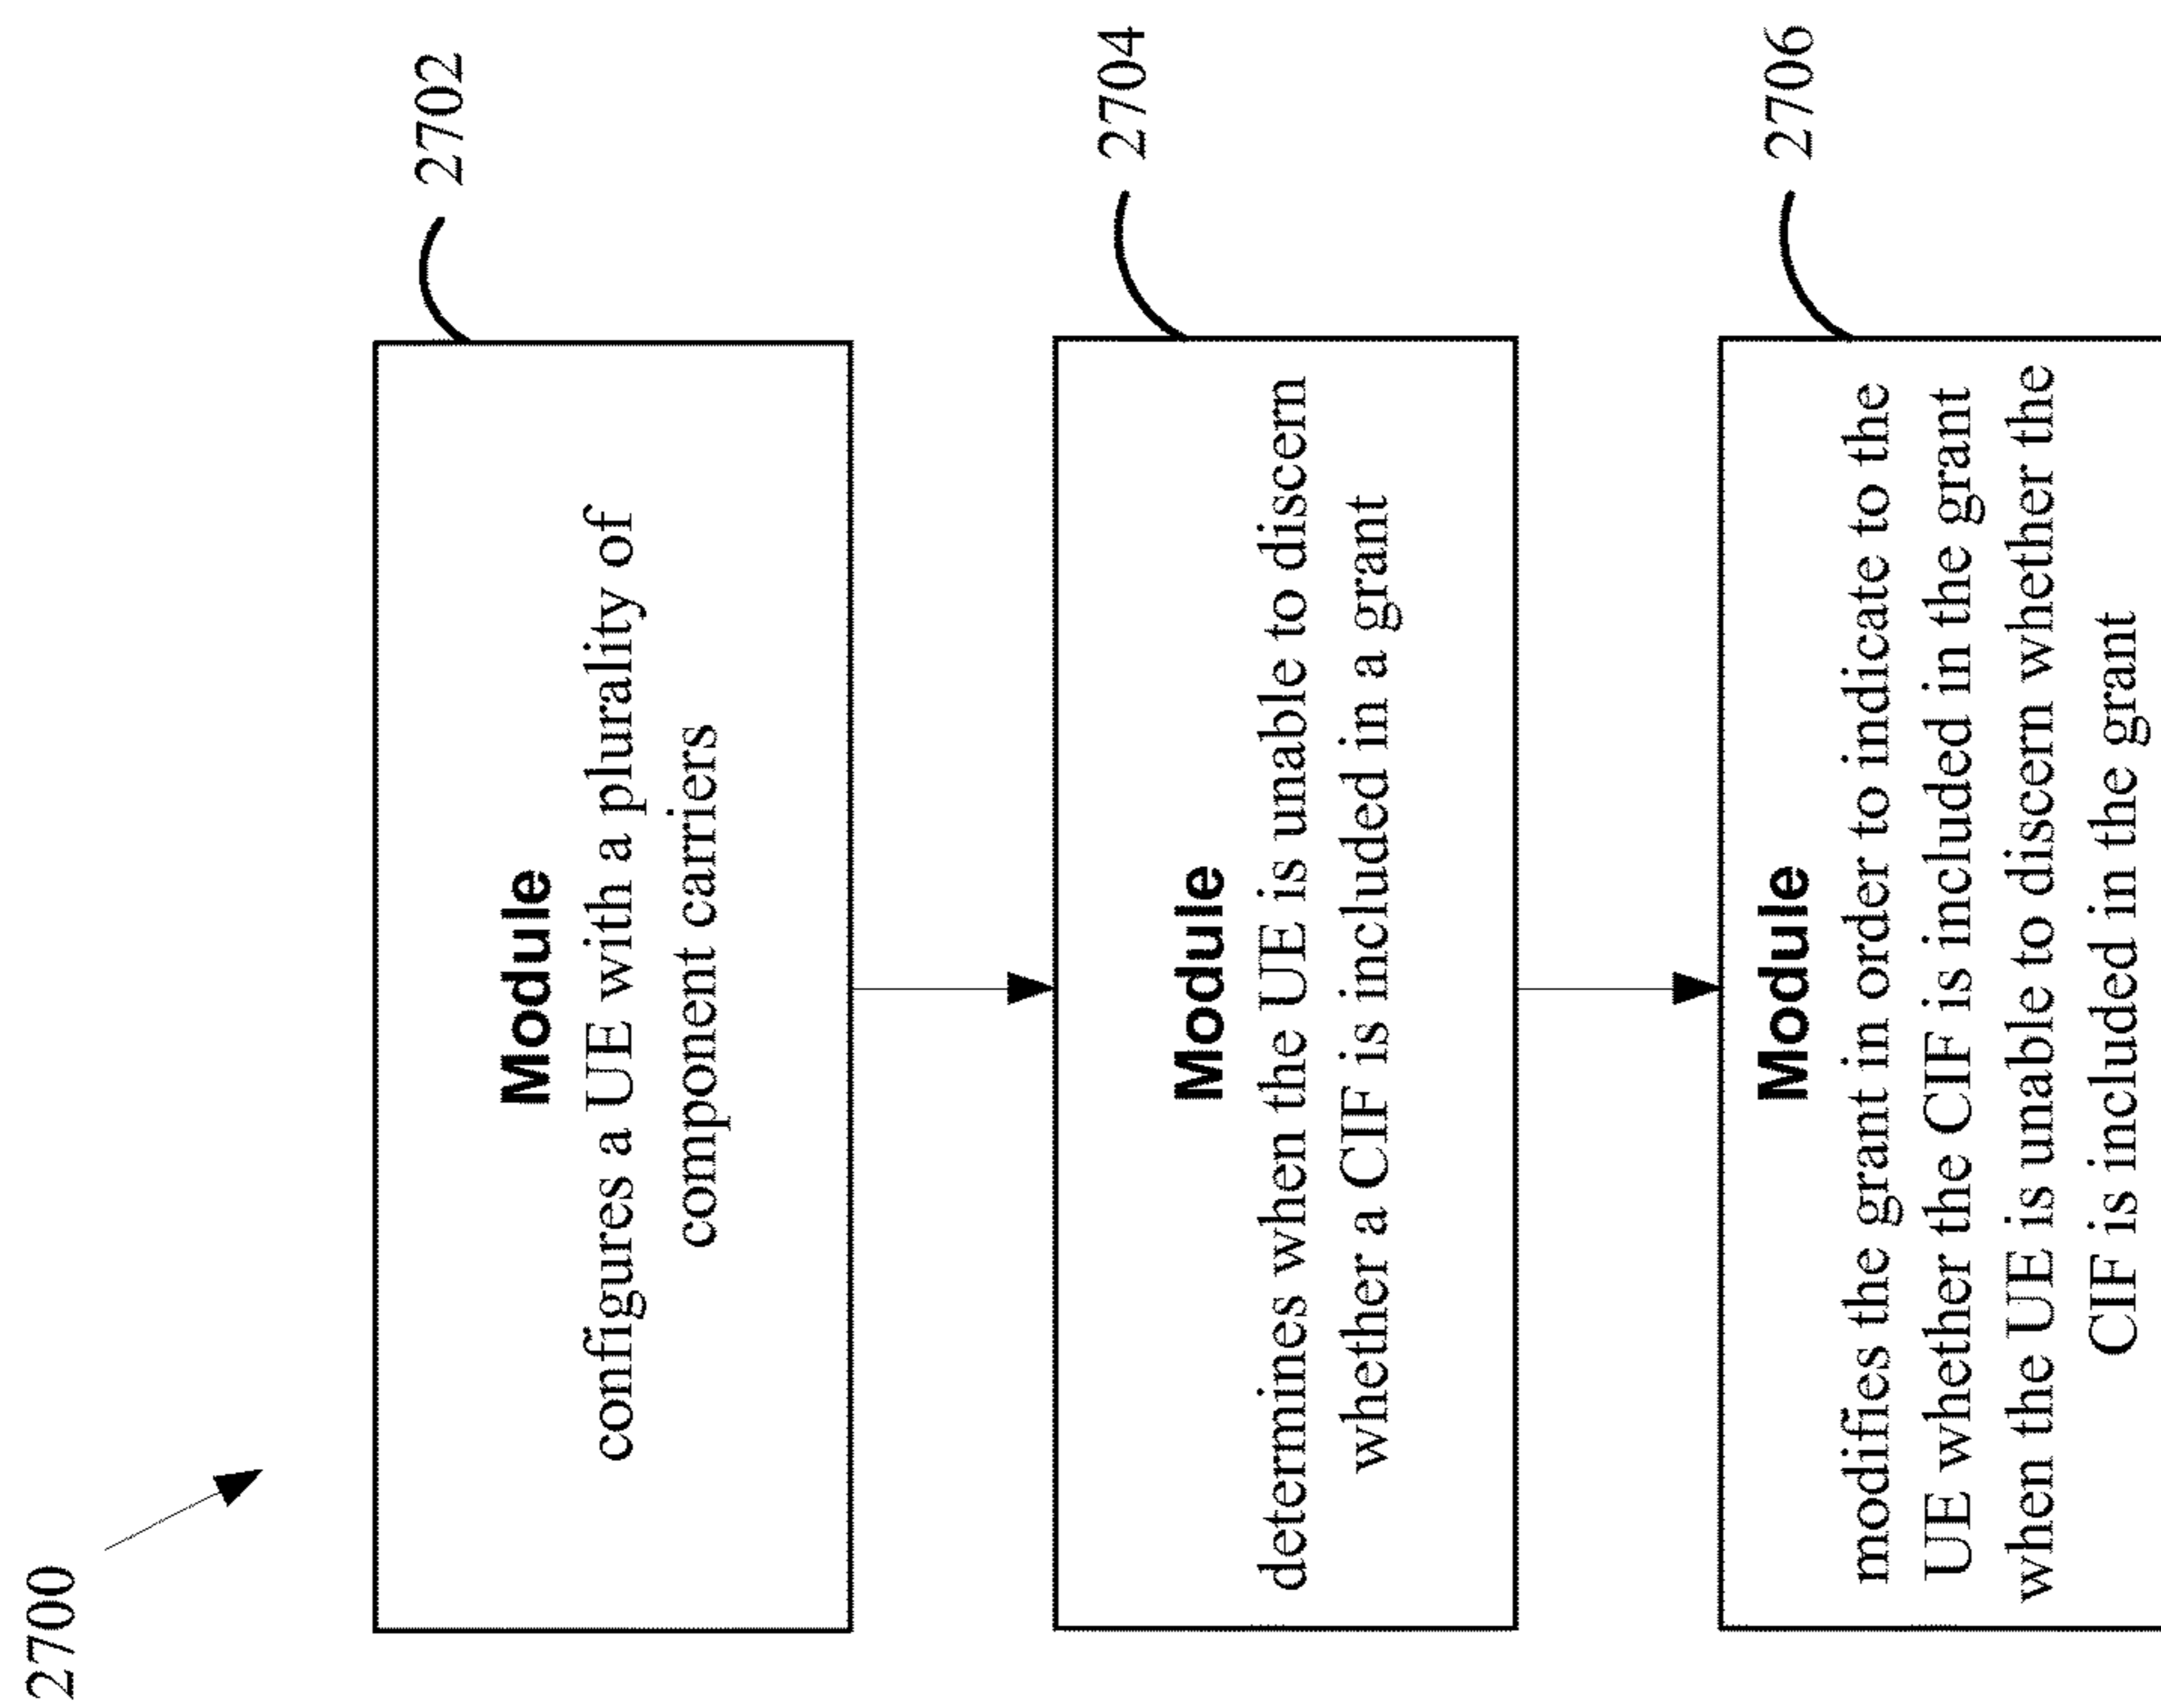 2700
2702
Module
configures a UE with a plurality of
component carriers
2704
Module
determines when the UE is unable to discern
whether a CIF is included in a grant
2706
Module
modifies the grant in order to indicate to the
UE whether the CIF is included in the grant
when the UE is unable to discern whether the
CIF is included in the grant